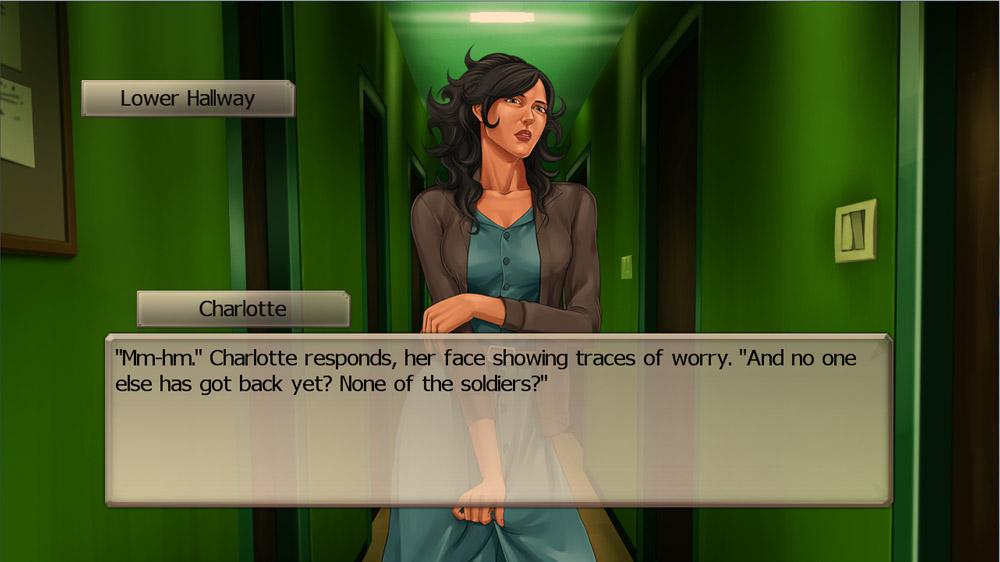 Lower Hallway
Charlotte
"Mm-hm." Charlotte responds, her face showing traces of worry. "And no one
else has got back yet? None of the soldiers?"